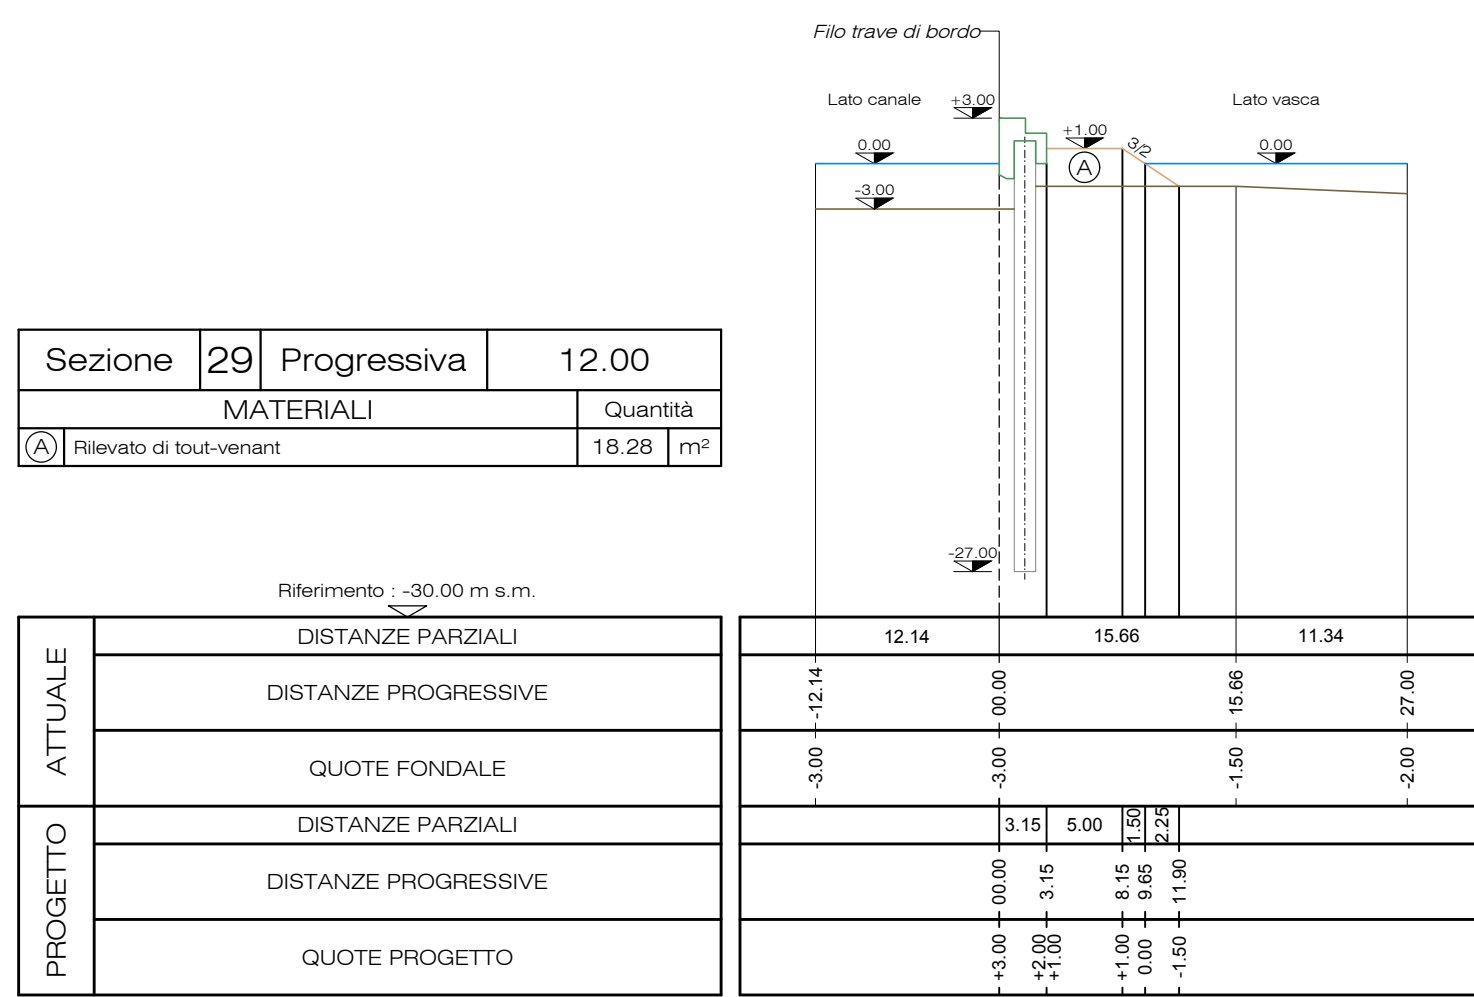 Filo trave di bordo
Lato canale
+3.00
Lato vasca
+1.00
3/2
0.00
0.00
A
-3.00
Sezione 29 Progressiva 12.00
MATERIALI Quantità
A Rilevato di tout-venant 18.28 m²
-27.00
Riferimento : -30.00 m s.m.
ATTUALE
DISTANZE PARZIALI 12.14 15.66 11.34
DISTANZE PROGRESSIVE -12.14 00.00 15.66 27.00
QUOTE FONDALE -3.00 -3.00 -1.50 -2.00
PROGETTO
DISTANZE PARZIALI 3.15 5.00 1.50 2.25
DISTANZE PROGRESSIVE 00.00 3.15 8.15 9.65 11.90
QUOTE PROGETTO +3.00 +2.00 +1.00 +1.00 0.00 -1.50